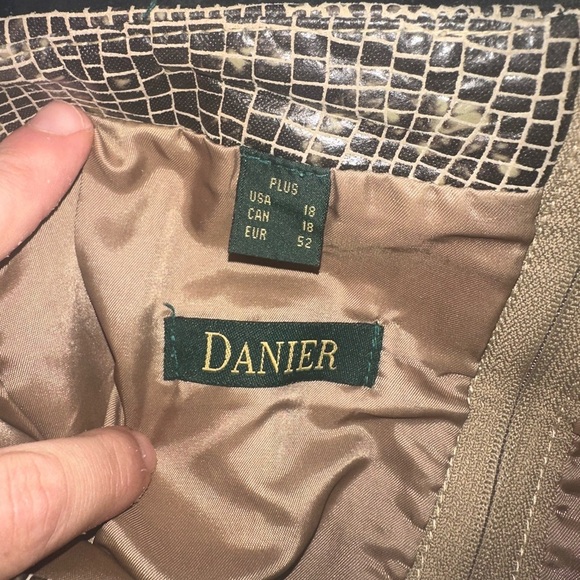 PLUS
USA 18
CAN 18
EUR 52
DANIER